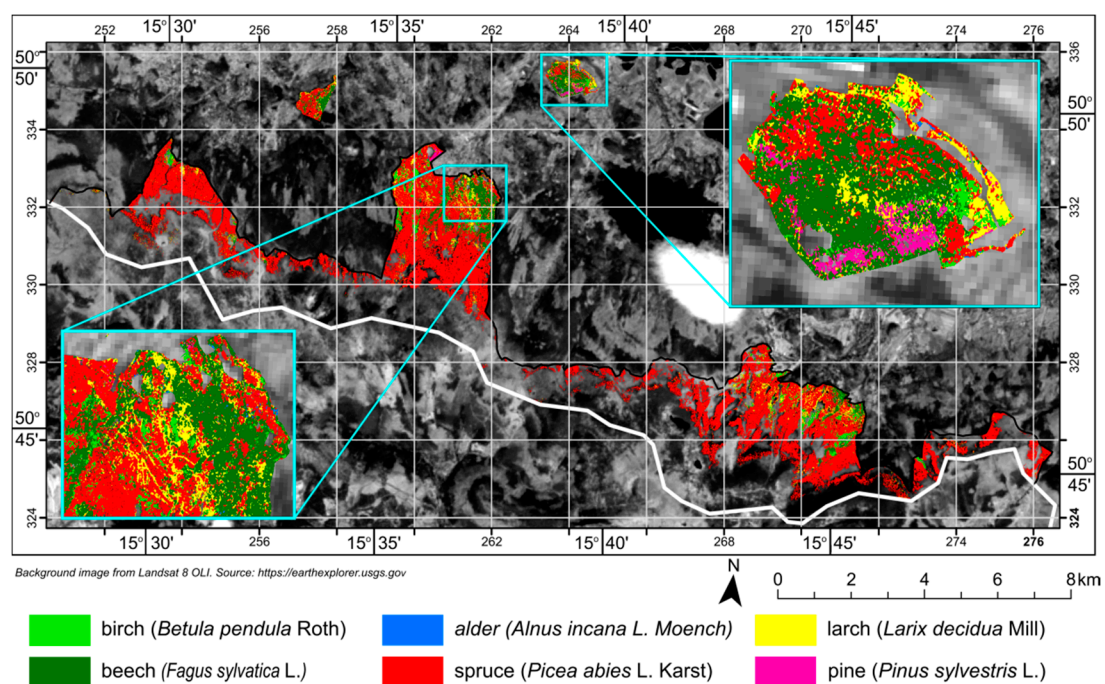 252 15°30' 256 258 15°35' 262 264 15°40' 268 270 15°45' 274 276
50°
50'
336
50°
50'
334
332
332
330
330
328
328
50°
45'
50°
45'
324
324
15°30' 256 15°35' 262 15°40' 268 15°45' 274 276
Background image from Landsat 8 OLI. Source: https://earthexplorer.usgs.gov
N
0 2 4 6 8 km
birch (Betula pendula Roth)
alder (Alnus incana L. Moench)
larch (Larix decidua Mill)
beech (Fagus sylvatica L.)
spruce (Picea abies L. Karst)
pine (Pinus sylvestris L.)